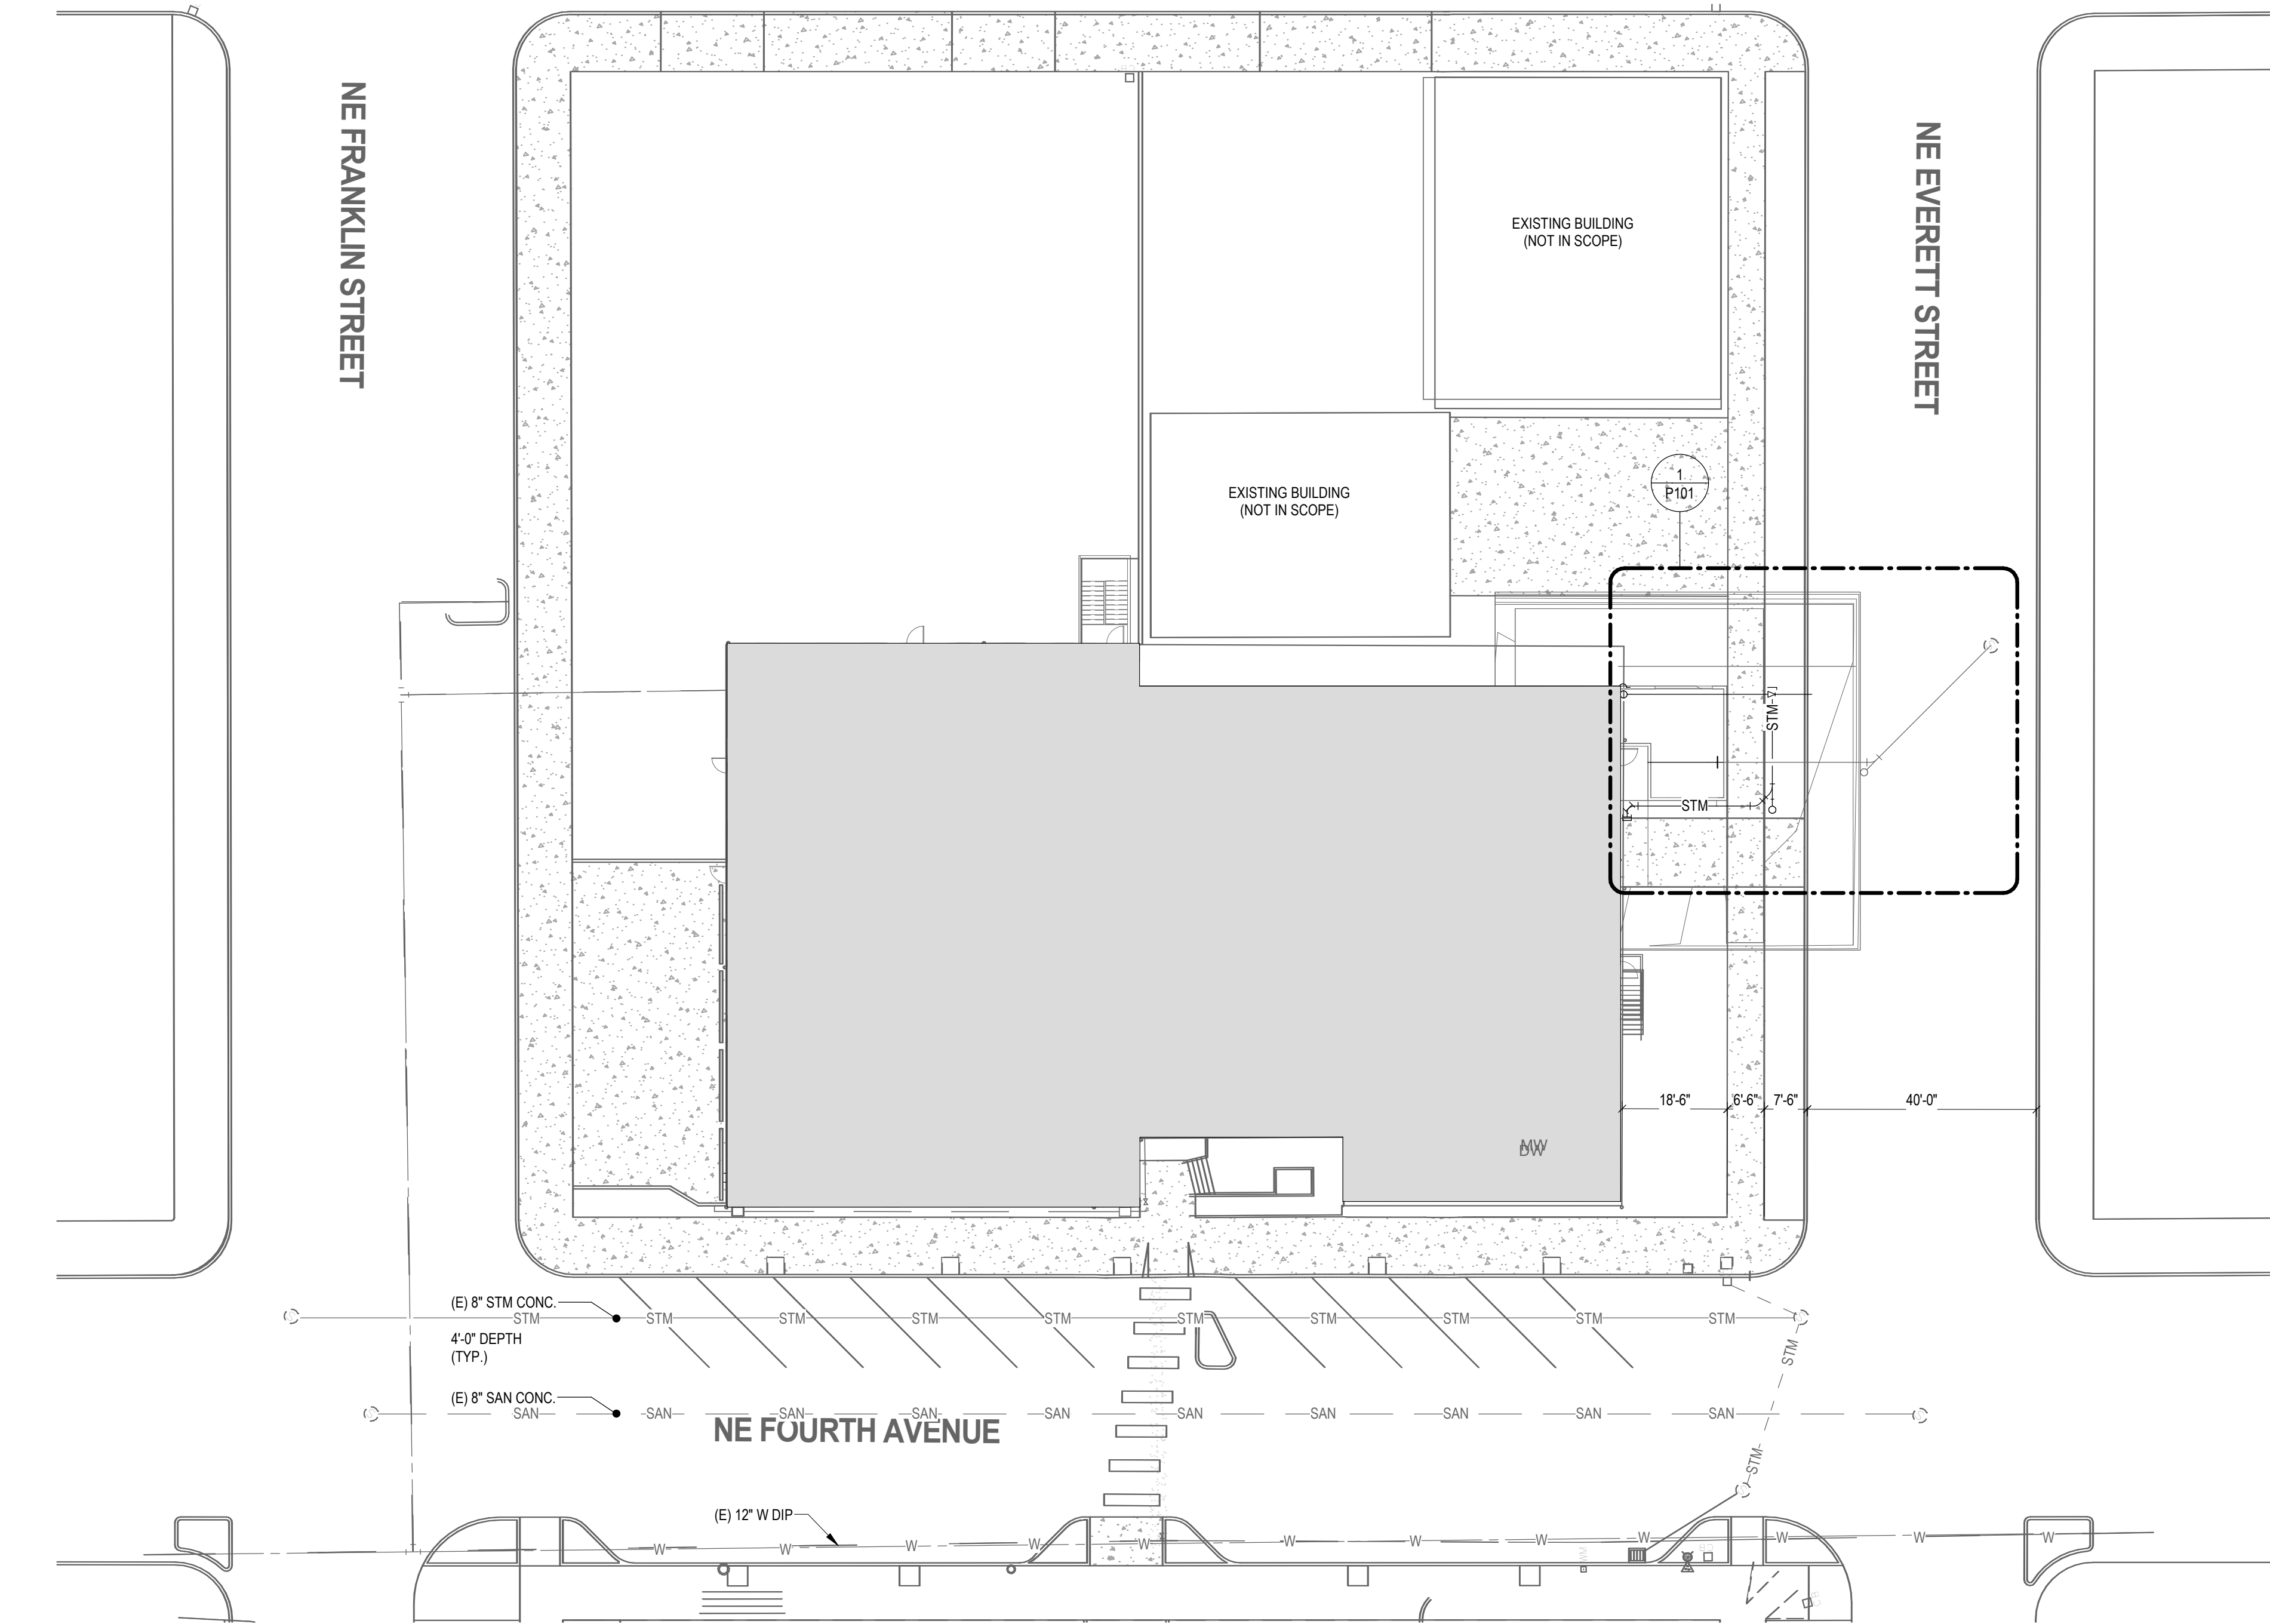 NE FRANKLIN STREET
NE EVERETT STREET
EXISTING BUILDING
(NOT IN SCOPE)
EXISTING BUILDING
(NOT IN SCOPE)
1
P101
STM
STM
18'-6"
6'-6"
7'-6"
40'-0"
MW
DW
(E) 8" STM CONC.
STM STM STM STM STM STM STM STM STM STM
4'-0" DEPTH
(TYP.)
STM
(E) 8" SAN CONC.
SAN SAN SAN SAN SAN SAN SAN SAN SAN SAN
NE FOURTH AVENUE
STM
(E) 12" W DIP
W W W W W W W W W W W W
MW
CB